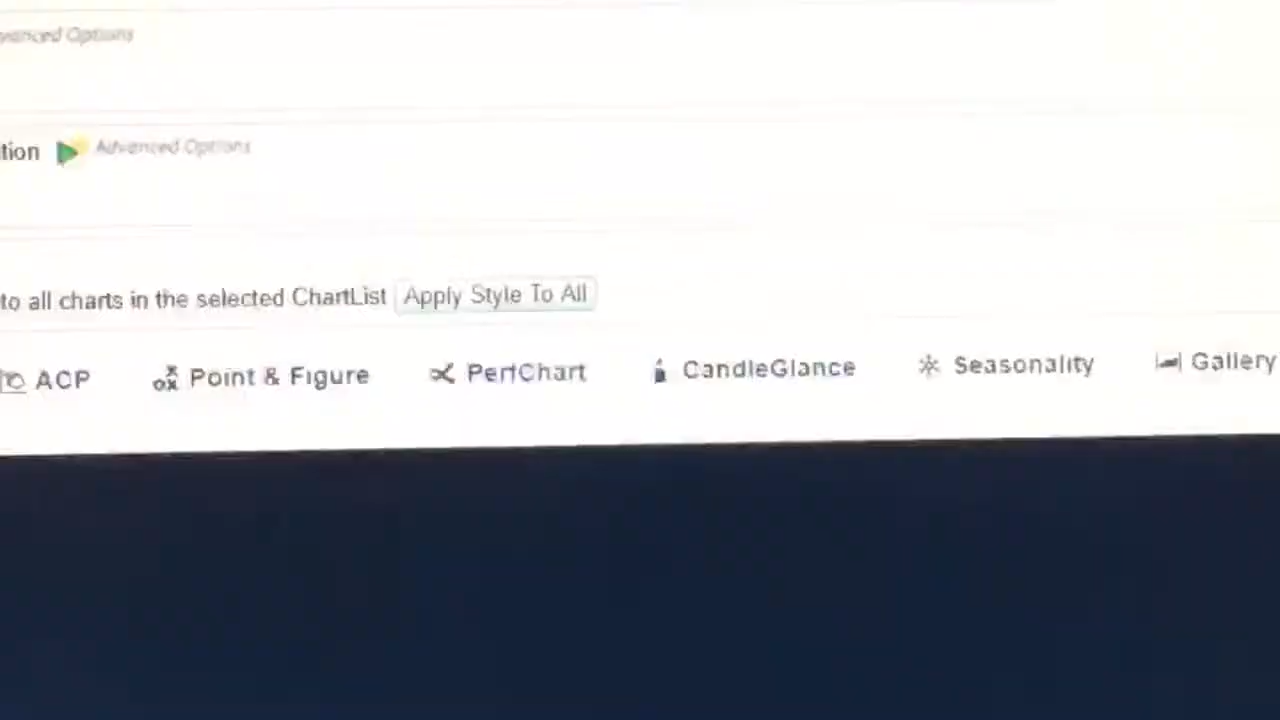 Advanced Options
tion Advanced Options
to all charts in the selected ChartList Apply Style To All
ACP Point & Figure PerfChart CandleGlance Seasonality Gallery